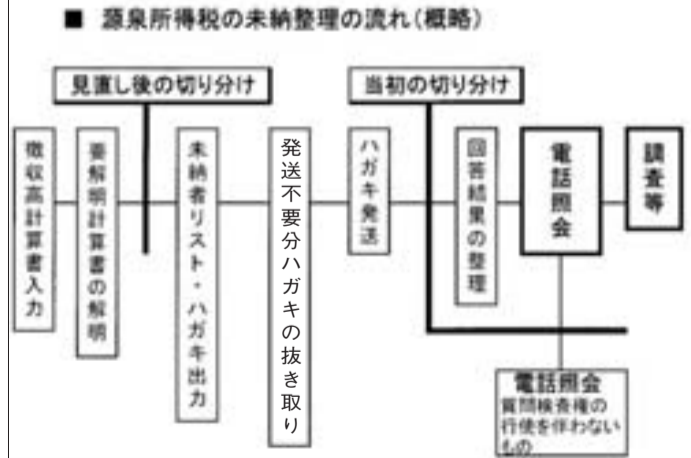 ■ 源泉所得税の未納整理の流れ(概略)
見直し後の切り分け
当初の切り分け
徴収高計算書入力
要解明計算書の解明
未納者リスト・ハガキ出力
発送不要分ハガキの抜き取り
ハガキ発送
回答結果の整理
電話照会
調査等
電話照会
質問検査権の
行使を伴わない
もの